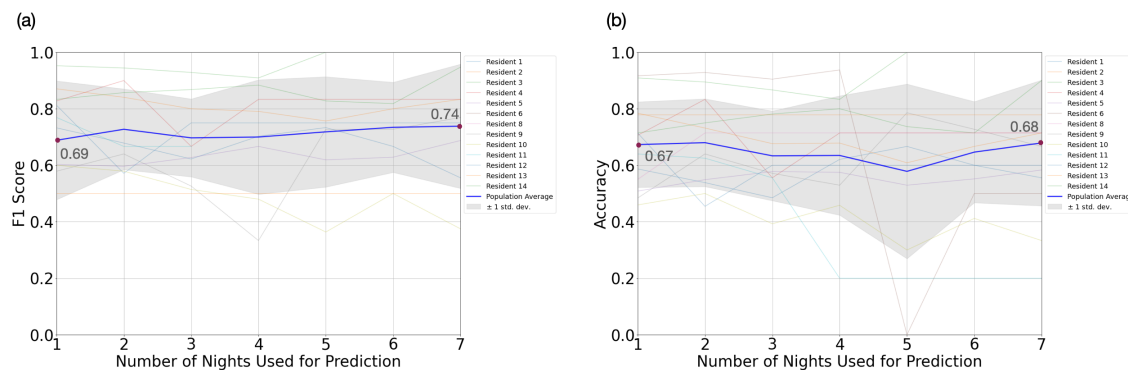 (a)
1.0
0.8
0.6
0.4
0.2
0.0
F1 Score
0.69
0.74
1 2 3 4 5 6 7
Number of Nights Used for Prediction
Resident 1
Resident 2
Resident 3
Resident 4
Resident 5
Resident 6
Resident 8
Resident 9
Resident 10
Resident 11
Resident 12
Resident 13
Resident 14
Population Average
± 1 std. dev.
(b)
1.0
0.8
0.6
0.4
0.2
0.0
Accuracy
0.67
0.68
1 2 3 4 5 6 7
Number of Nights Used for Prediction
Resident 1
Resident 2
Resident 3
Resident 4
Resident 5
Resident 6
Resident 8
Resident 9
Resident 10
Resident 11
Resident 12
Resident 13
Resident 14
Population Average
± 1 std. dev.